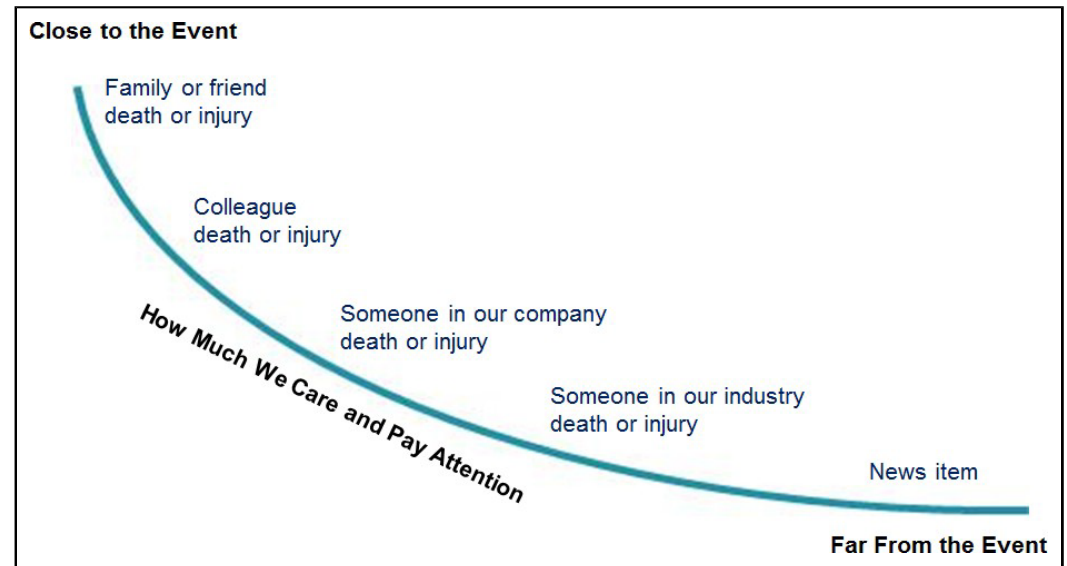 Close to the Event
Family or friend
death or injury
Colleague
death or injury
Someone in our company
death or injury
How Much We Care and Pay Attention
Someone in our industry
death or injury
News item
Far From the Event